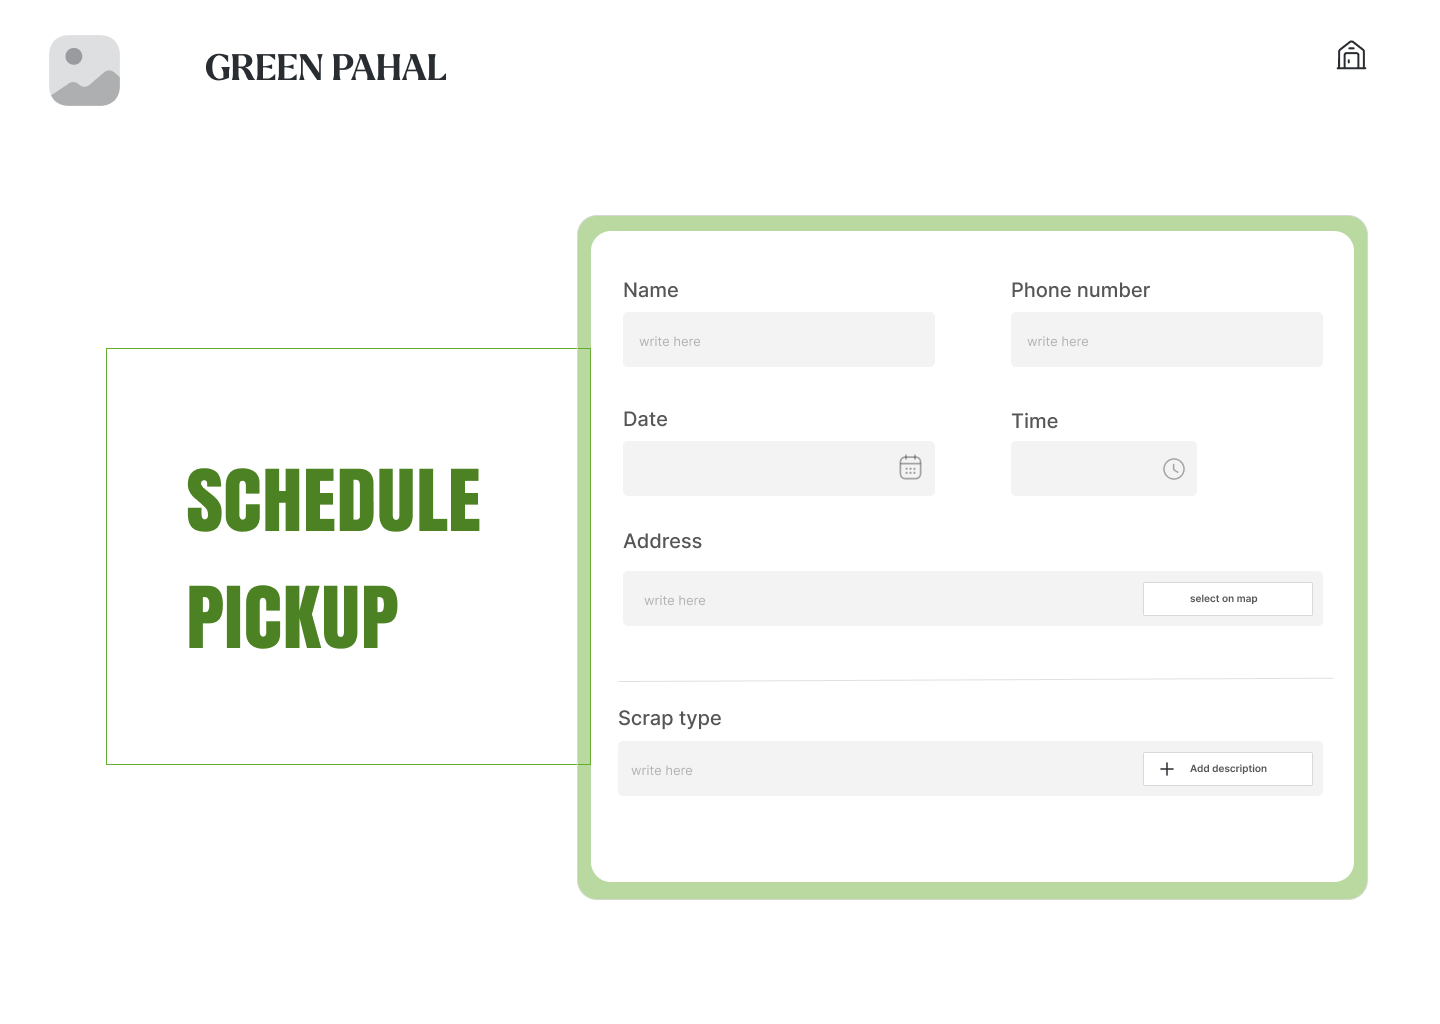 GREEN PAHAL
SCHEDULE
PICKUP
Name
Phone number
write here
write here
Date
Time
Address
write here
select on map
Scrap type
write here
Add description